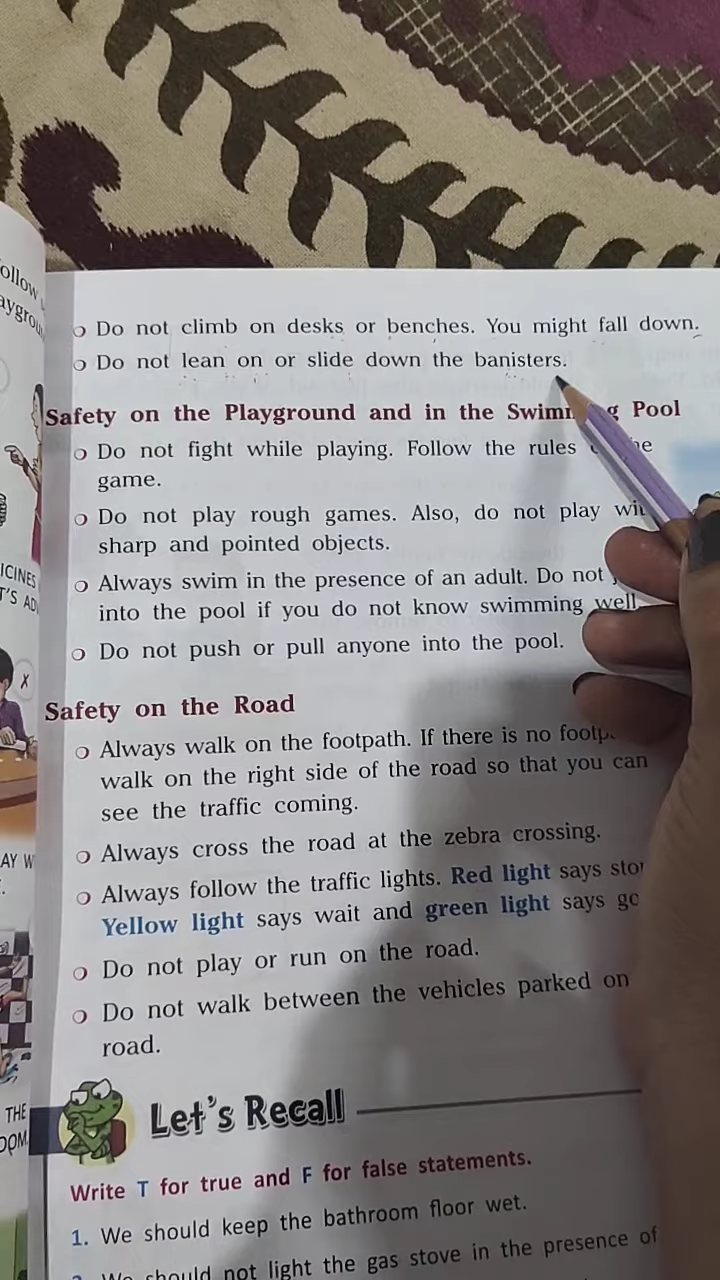 ollow
aygrou
ICINES
T'S AD
X
AY W
THE
OOM
o Do not climb on desks or benches. You might fall down.
o Do not lean on or slide down the banisters.
Safety on the Playground and in the Swimming Pool
o Do not fight while playing. Follow the rules
game.
o Do not play rough games. Also, do not play
sharp and pointed objects.
o Always swim in the presence of an adult. Do not
into the pool if you do not know swimming well
o Do not push or pull anyone into the pool.
Safety on the Road
o Always walk on the footpath. If there is no
walk on the right side of the road so that you can
see the traffic coming.
o Always cross the road at the zebra crossing.
o Always follow the traffic lights. Red light says
Yellow light says wait and green light says
o Do not play or run on the road.
o Do not walk between the vehicles parked on
road.
Let's Recall
Write T for true and F for false statements.
1. We should keep the bathroom floor wet.
We should not light the gas stove in the presence of